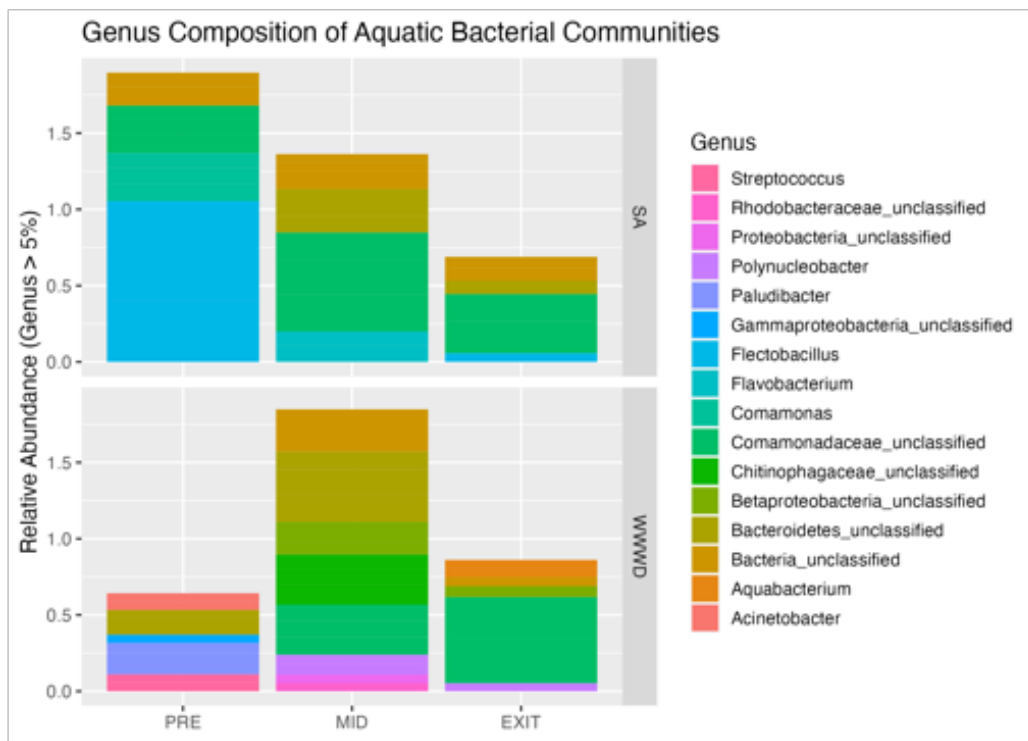 Genus Composition of Aquatic Bacterial Communities
Relative Abundance (Genus > 5%)
1.5
1.0
0.5
0.0
SA
1.5
1.0
0.5
0.0
WWWD
PRE MID EXIT
Genus
Streptococcus
Rhodobacteraceae_unclassified
Proteobacteria_unclassified
Polynucleobacter
Paludibacter
Gammaproteobacteria_unclassified
Flectobacillus
Flavobacterium
Comamonas
Comamonadaceae_unclassified
Chitinophagaceae_unclassified
Betaproteobacteria_unclassified
Bacteroidetes_unclassified
Bacteria_unclassified
Aquabacterium
Acinetobacter